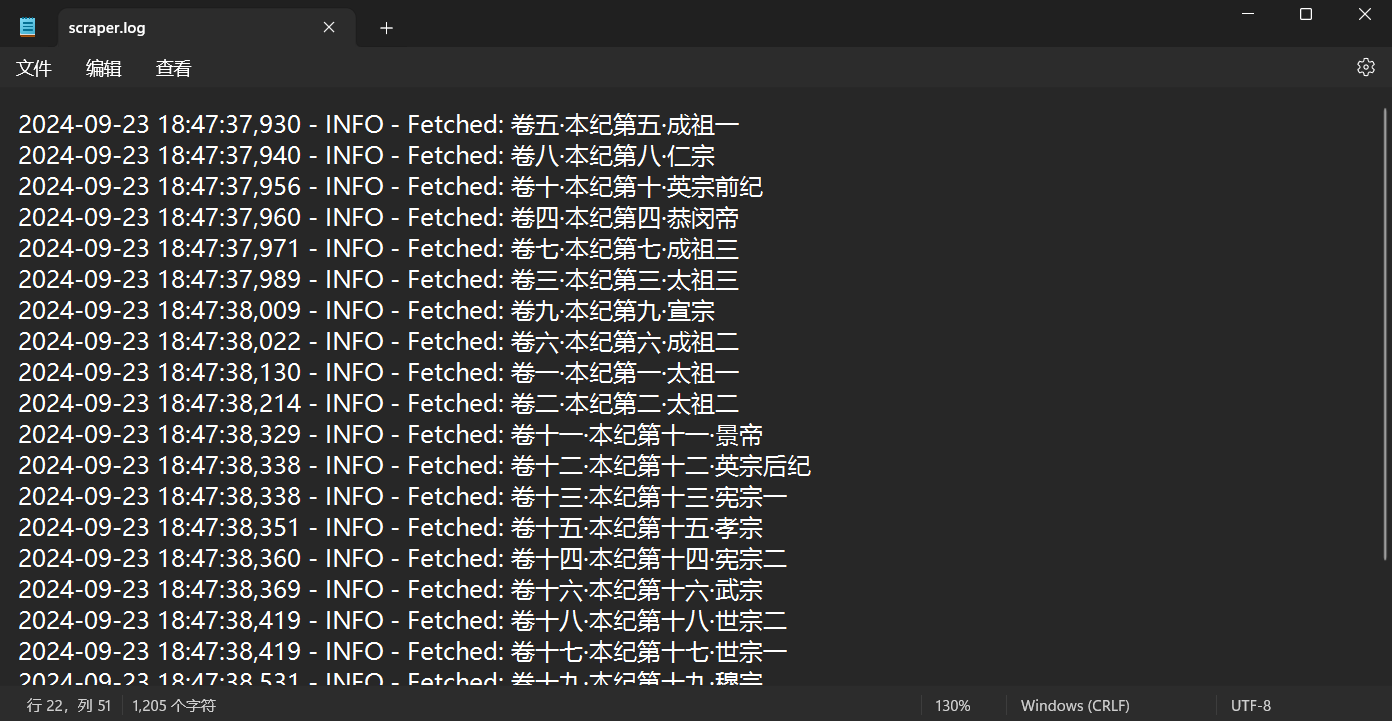 scraper.log
文件 编辑 查看
2024-09-23 18:47:37,930 - INFO - Fetched: 卷五·本纪第五·成祖一
2024-09-23 18:47:37,940 - INFO - Fetched: 卷八·本纪第八·仁宗
2024-09-23 18:47:37,956 - INFO - Fetched: 卷十·本纪第十·英宗前纪
2024-09-23 18:47:37,960 - INFO - Fetched: 卷四·本纪第四·恭闵帝
2024-09-23 18:47:37,971 - INFO - Fetched: 卷七·本纪第七·成祖三
2024-09-23 18:47:37,989 - INFO - Fetched: 卷三·本纪第三·太祖三
2024-09-23 18:47:38,009 - INFO - Fetched: 卷九·本纪第九·宣宗
2024-09-23 18:47:38,022 - INFO - Fetched: 卷六·本纪第六·成祖二
2024-09-23 18:47:38,130 - INFO - Fetched: 卷一·本纪第一·太祖一
2024-09-23 18:47:38,214 - INFO - Fetched: 卷二·本纪第二·太祖二
2024-09-23 18:47:38,329 - INFO - Fetched: 卷十一·本纪第十一·景帝
2024-09-23 18:47:38,338 - INFO - Fetched: 卷十二·本纪第十二·英宗后纪
2024-09-23 18:47:38,338 - INFO - Fetched: 卷十三·本纪第十三·宪宗一
2024-09-23 18:47:38,351 - INFO - Fetched: 卷十五·本纪第十五·孝宗
2024-09-23 18:47:38,360 - INFO - Fetched: 卷十四·本纪第十四·宪宗二
2024-09-23 18:47:38,369 - INFO - Fetched: 卷十六·本纪第十六·武宗
2024-09-23 18:47:38,419 - INFO - Fetched: 卷十八·本纪第十八·世宗二
2024-09-23 18:47:38,419 - INFO - Fetched: 卷十七·本纪第十七·世宗一
2024-09-23 18:47:38,531 - INFO - Fetched: 卷十九·本纪第十九·穆宗
行 22，列 51 1,205 个字符 130% Windows (CRLF) UTF-8